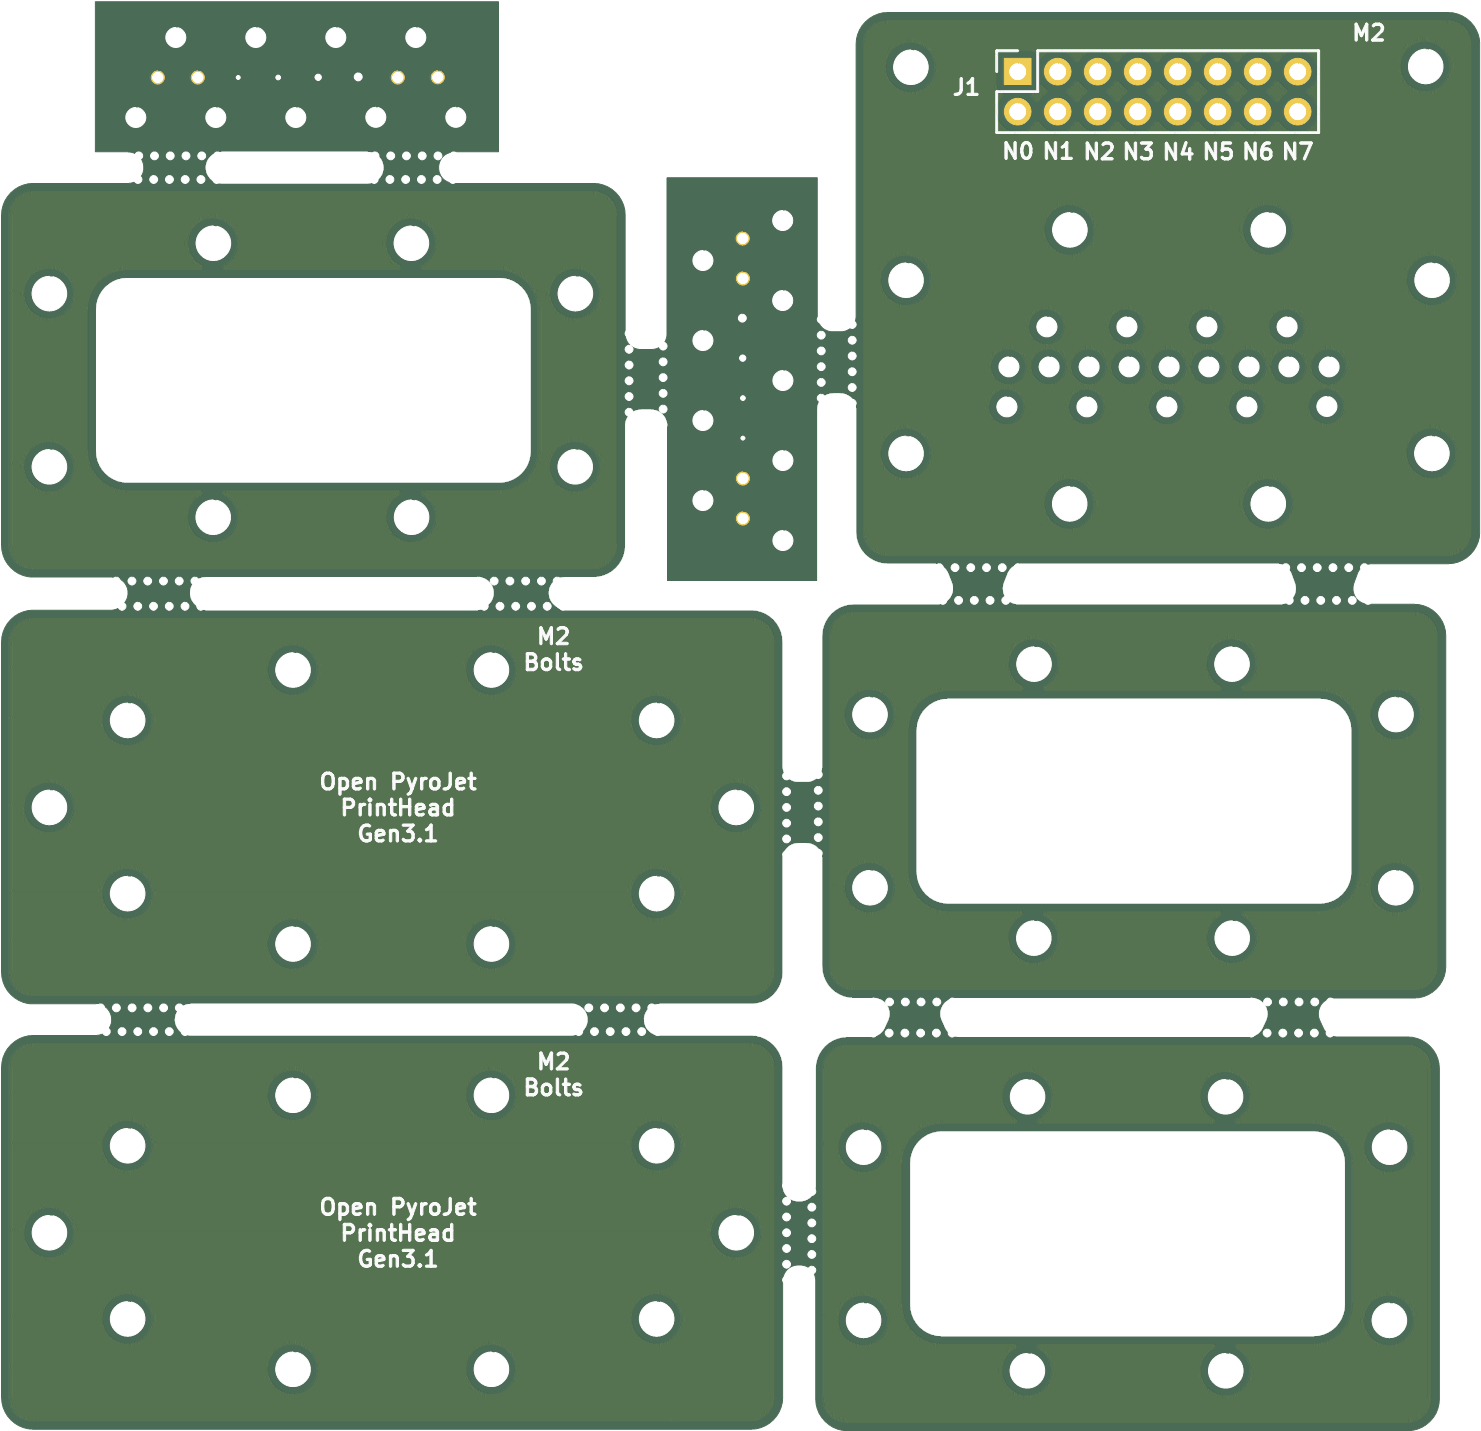 M2
J1
N0 N1 N2 N3 N4 N5 N6 N7
M2
Bolts
Open PyroJet
PrintHead
Gen3.1
M2
Bolts
Open PyroJet
PrintHead
Gen3.1